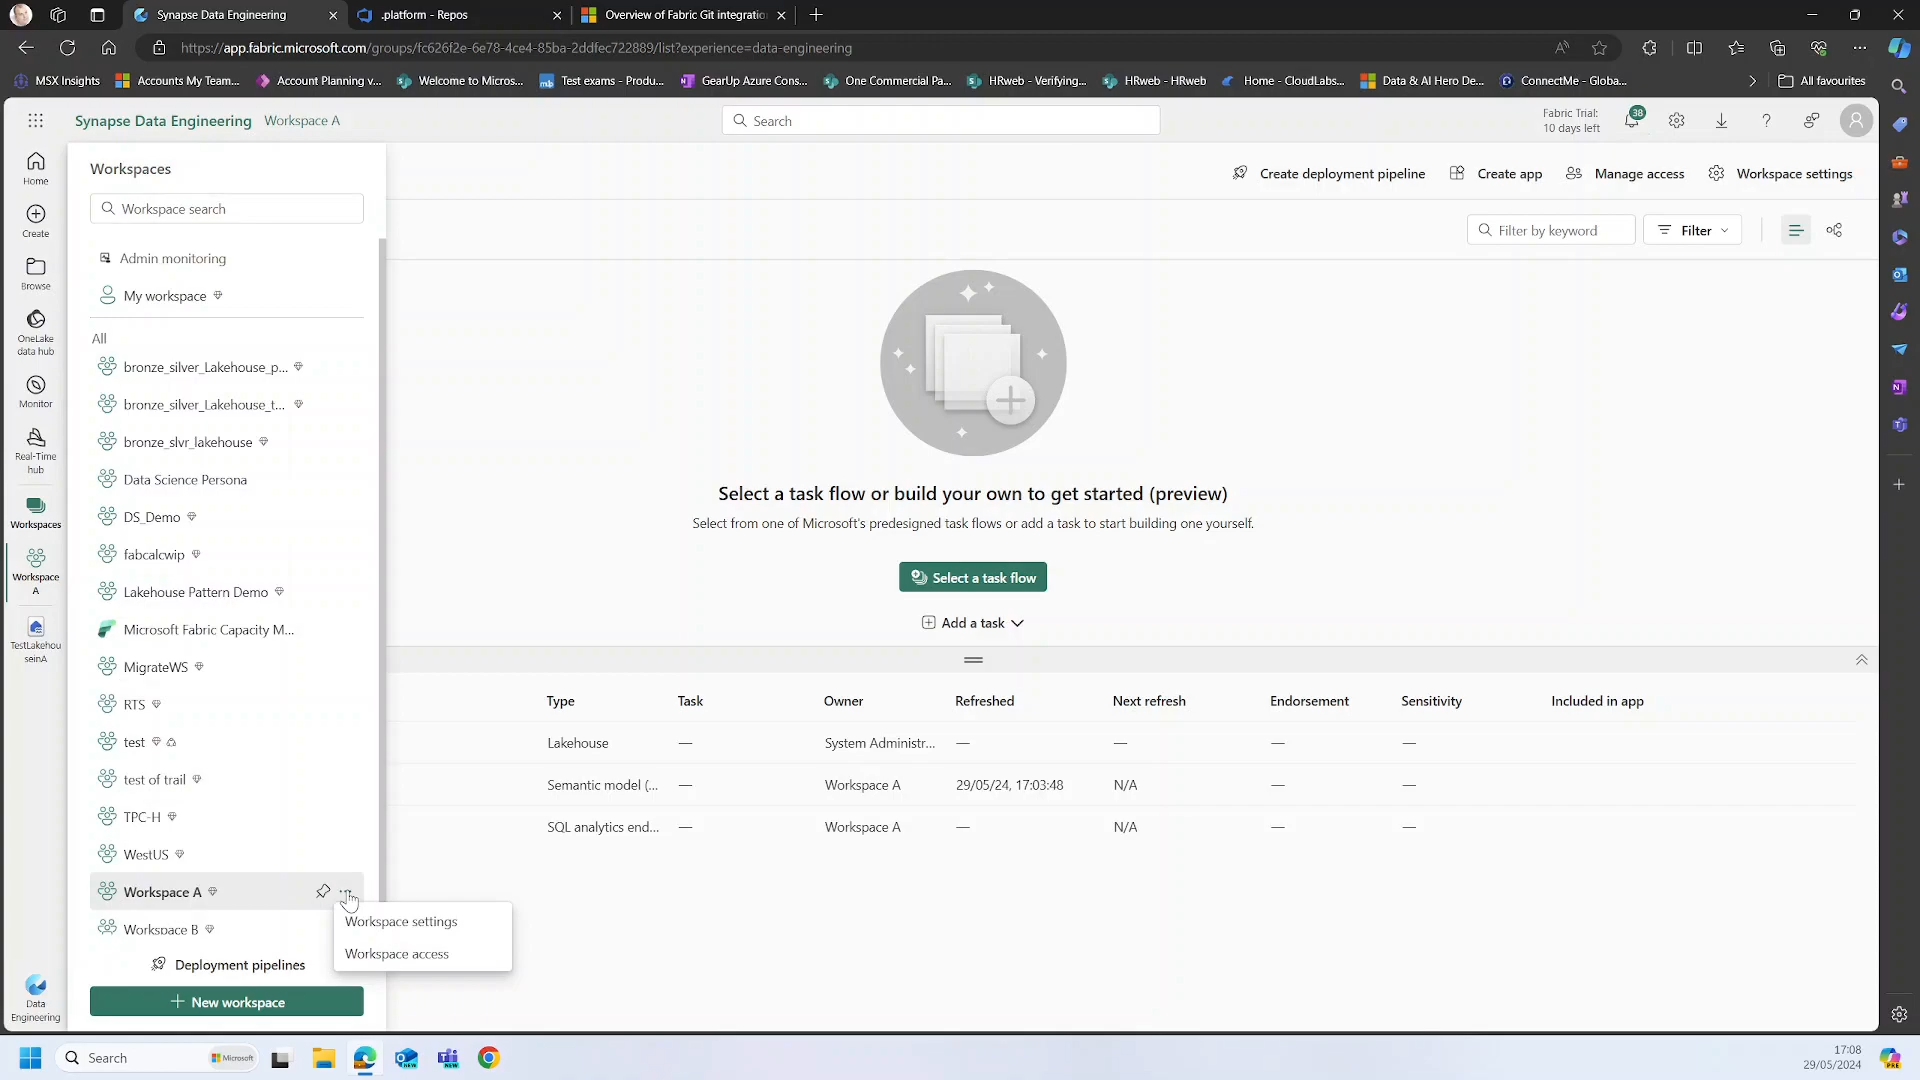 Synapse Data Engineering
.platform - Repos
Overview of Fabric Git integration
https://app.fabric.microsoft.com/groups/fc626f2e-6e78-4ce4-85ba-2ddfec722889/list?experience=data-engineering
MSX Insights
Accounts My Team...
Account Planning v...
Welcome to Micros...
Test exams - Produ...
GearUp Azure Cons...
One Commercial Pa...
HRweb - Verifying...
HRweb - HRweb
Home - CloudLabs...
Data & AI Hero De...
ConnectMe - Globa...
All favourites
Synapse Data Engineering
Workspace A
Search
Fabric Trial:
10 days left
38
Home
Create
Browse
OneLake
data hub
Monitor
Real-Time
hub
Workspaces
Workspace
A
TestLakehou
seinA
Data
Engineering
Workspaces
Workspace search
Admin monitoring
My workspace
All
bronze_silver_Lakehouse_p...
bronze_silver_Lakehouse_t...
bronze_slvr_lakehouse
Data Science Persona
DS_Demo
fabcalcwip
Lakehouse Pattern Demo
Microsoft Fabric Capacity M...
MigrateWS
RTS
test
test of trail
TPC-H
WestUS
Workspace A
Workspace B
Deployment pipelines
+ New workspace
Workspace settings
Workspace access
Create deployment pipeline
Create app
Manage access
Workspace settings
Filter by keyword
Filter
Select a task flow or build your own to get started (preview)
Select from one of Microsoft's predesigned task flows or add a task to start building one yourself.
Select a task flow
Add a task
Type Task Owner Refreshed Next refresh Endorsement Sensitivity Included in app
Lakehouse — System Administr... — — — —
Semantic model (... — Workspace A 29/05/24, 17:03:48 N/A — —
SQL analytics end... — Workspace A — N/A — —
Search
Microsoft
17:08
29/05/2024